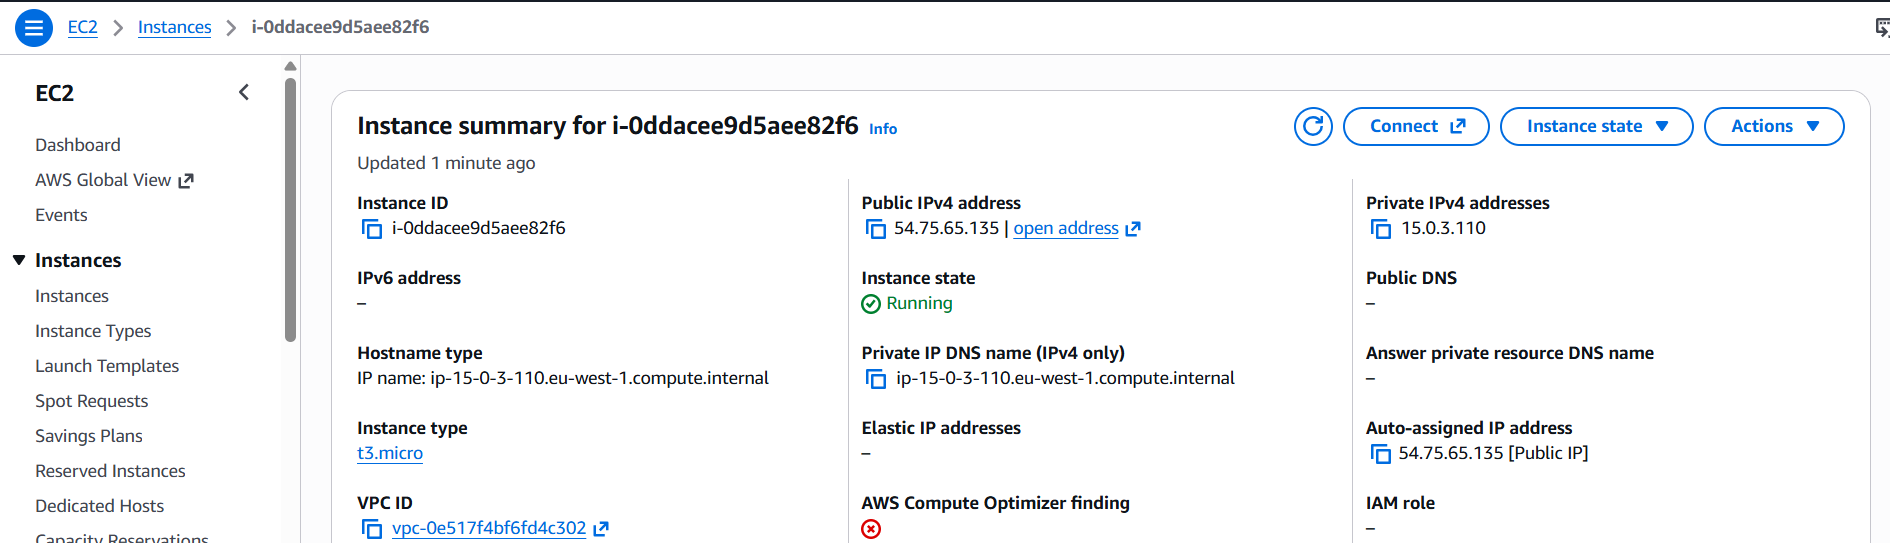 EC2 > Instances > i-0ddacee9d5aee82f6
EC2
Dashboard
AWS Global View
Events
Instances
Instances
Instance Types
Launch Templates
Spot Requests
Savings Plans
Reserved Instances
Dedicated Hosts
Capacity Reservations
Instance summary for i-0ddacee9d5aee82f6 Info
Connect
Instance state
Actions
Updated 1 minute ago
Instance ID
i-0ddacee9d5aee82f6
Public IPv4 address
54.75.65.135 | open address
Private IPv4 addresses
15.0.3.110
IPv6 address
–
Instance state
Running
Public DNS
–
Hostname type
IP name: ip-15-0-3-110.eu-west-1.compute.internal
Private IP DNS name (IPv4 only)
ip-15-0-3-110.eu-west-1.compute.internal
Answer private resource DNS name
–
Instance type
t3.micro
Elastic IP addresses
–
Auto-assigned IP address
54.75.65.135 [Public IP]
VPC ID
vpc-0e517f4bf6fd4c302
AWS Compute Optimizer finding
IAM role
–